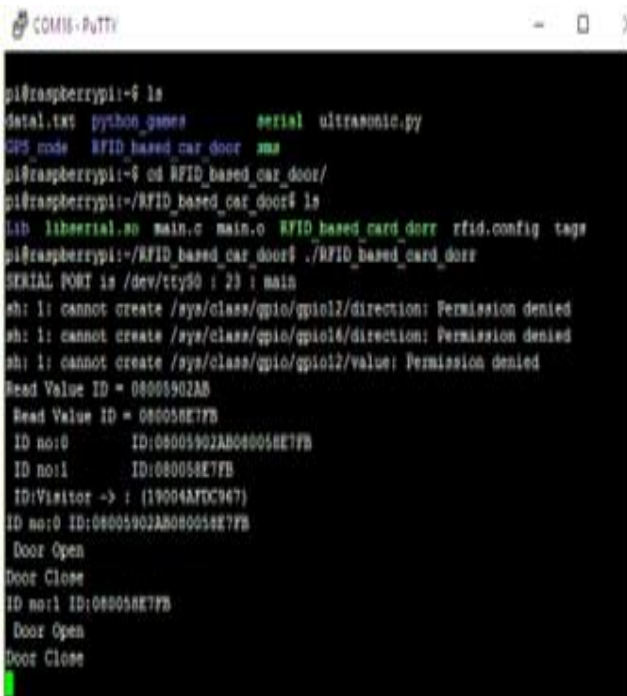 COM16 - PuTTY
pi@raspberrypi:~$ ls
data1.txt python_games serial ultrasonic.py
GPS_code RFID_based_car_door xms
pi@raspberrypi:~$ cd RFID_based_car_door/
pi@raspberrypi:~/RFID_based_car_door$ ls
Lib libserial.so main.c main.o RFID_based_card_dorr rfid.config tags
pi@raspberrypi:~/RFID_based_car_door$ ./RFID_based_card_dorr
SERIAL PORT is /dev/ttyS0 : 23 : main
sh: 1: cannot create /sys/class/gpio/gpio12/direction: Permission denied
sh: 1: cannot create /sys/class/gpio/gpio16/direction: Permission denied
sh: 1: cannot create /sys/class/gpio/gpio12/value: Permission denied
Read Value ID = 08005902AB
Read Value ID = 080058E7FB
ID no:0 ID:08005902AB080058E7FB
ID no:1 ID:080058E7FB
ID:Visitor -> : (19004AFDC967)
ID no:0 ID:08005902AB080058E7FB
Door Open
Door Close
ID no:1 ID:080058E7FB
Door Open
Door Close